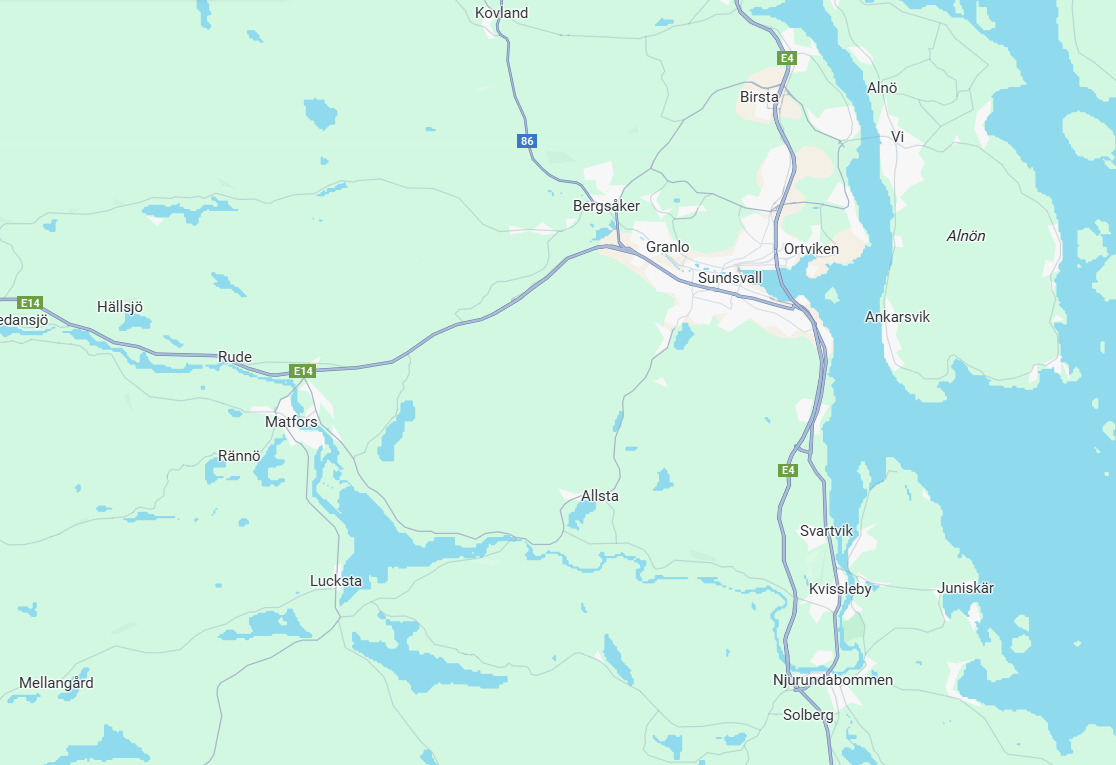 Kovland
E4
Alnö
Birsta
Vi
86
Bergsåker
Alnön
Granlo
Ortviken
Sundsvall
E14
Hällsjö
edansjö
Ankarsvik
Rude
E14
Matfors
Rännö
E4
Allsta
Svartvik
Lucksta
Kvissleby
Juniskär
Mellangård
Njurundabommen
Solberg